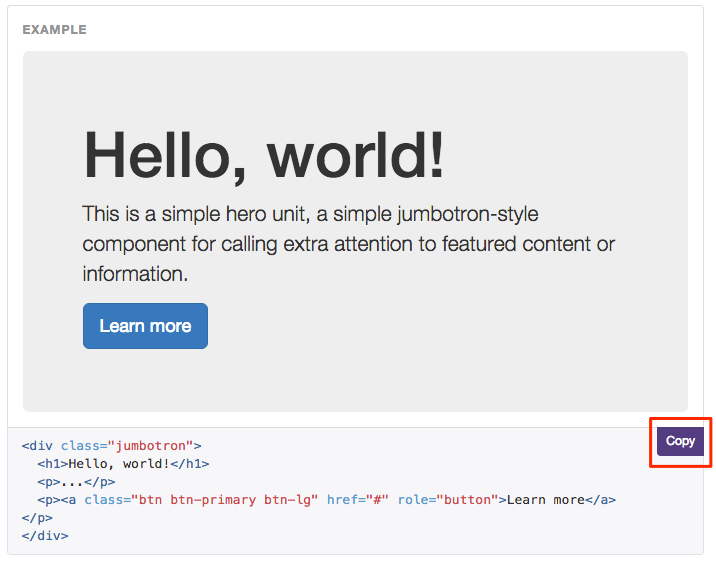 EXAMPLE
Hello, world!
This is a simple hero unit, a simple jumbotron-style
component for calling extra attention to featured content or
information.
Learn more
Copy
<div class="jumbotron">
  <h1>Hello, world!</h1>
  <p>...</p>
  <p><a class="btn btn-primary btn-lg" href="#" role="button">Learn more</a>
</p>
</div>